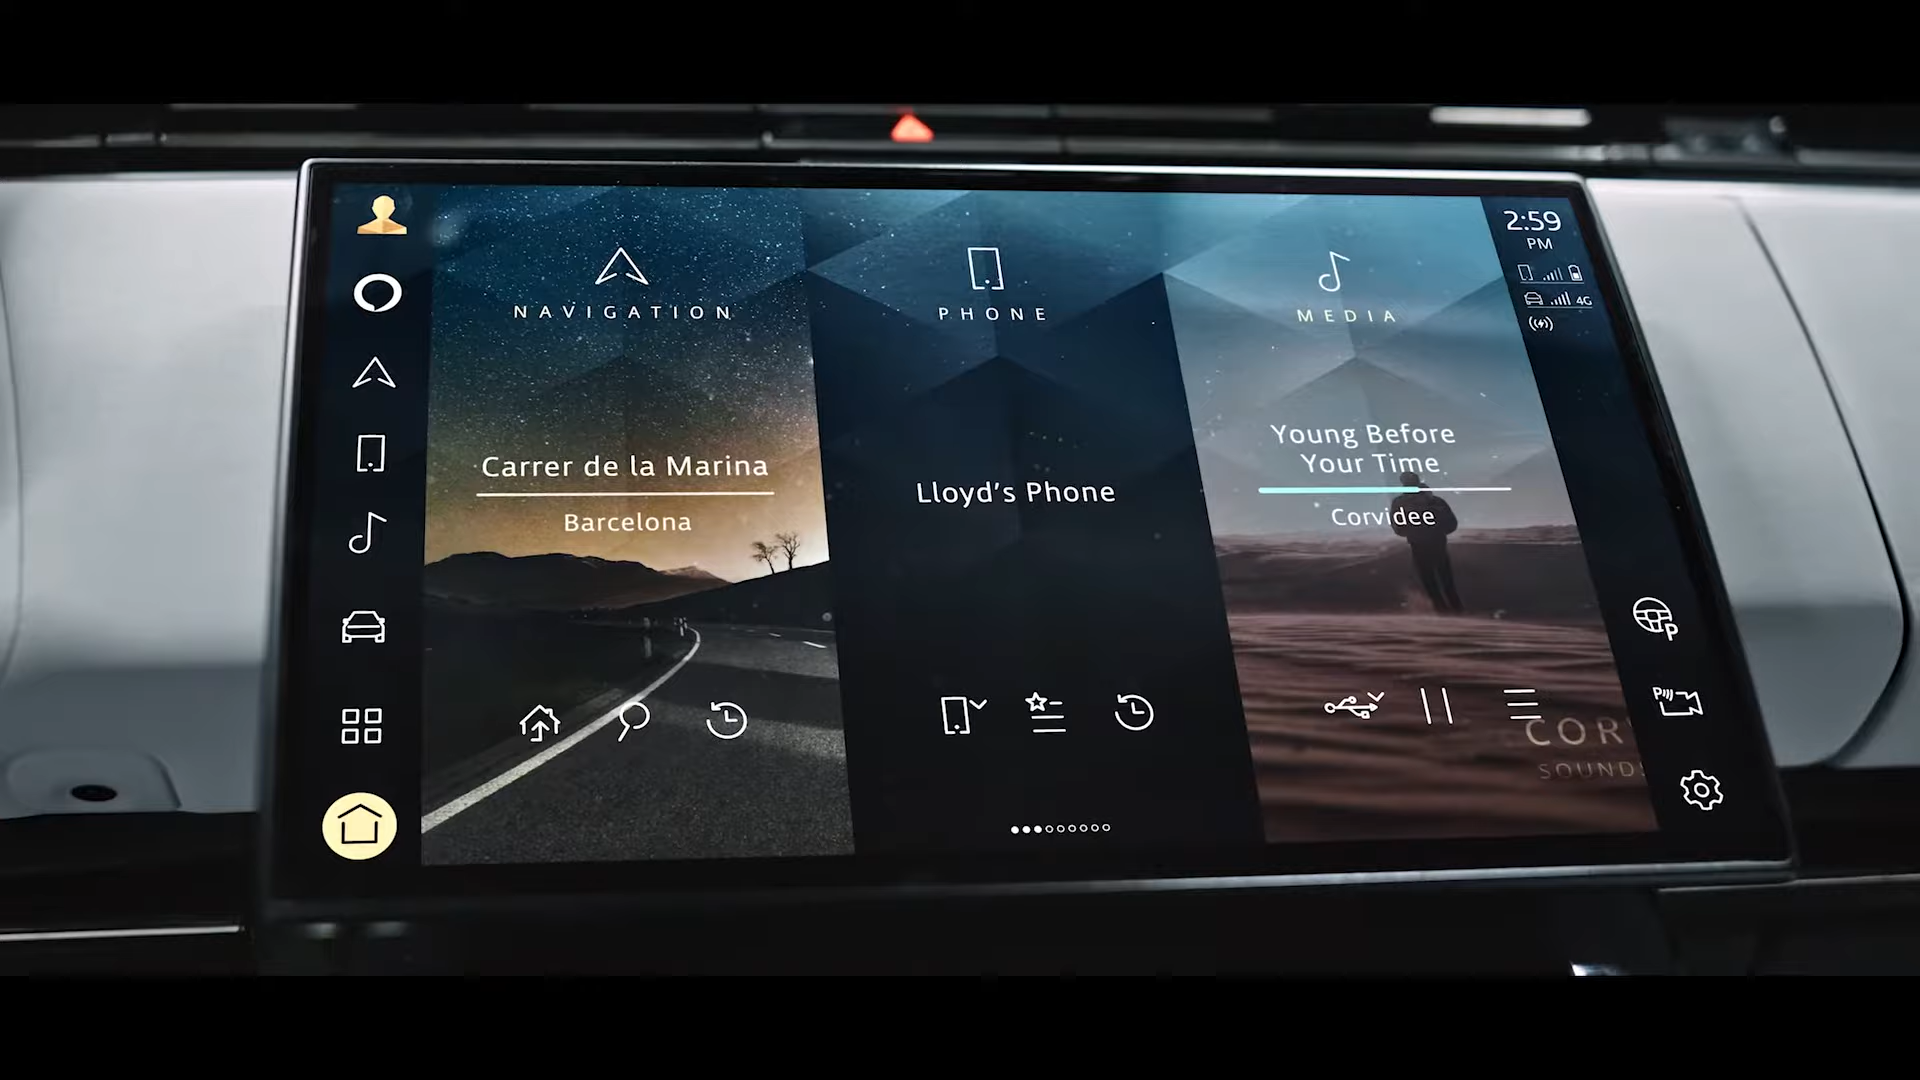 2:59
PM
4G
NAVIGATION
Carrer de la Marina
Barcelona
PHONE
Lloyd's Phone
MEDIA
Young Before
Your Time
Corvidee
COR
SOUNDS
P
P